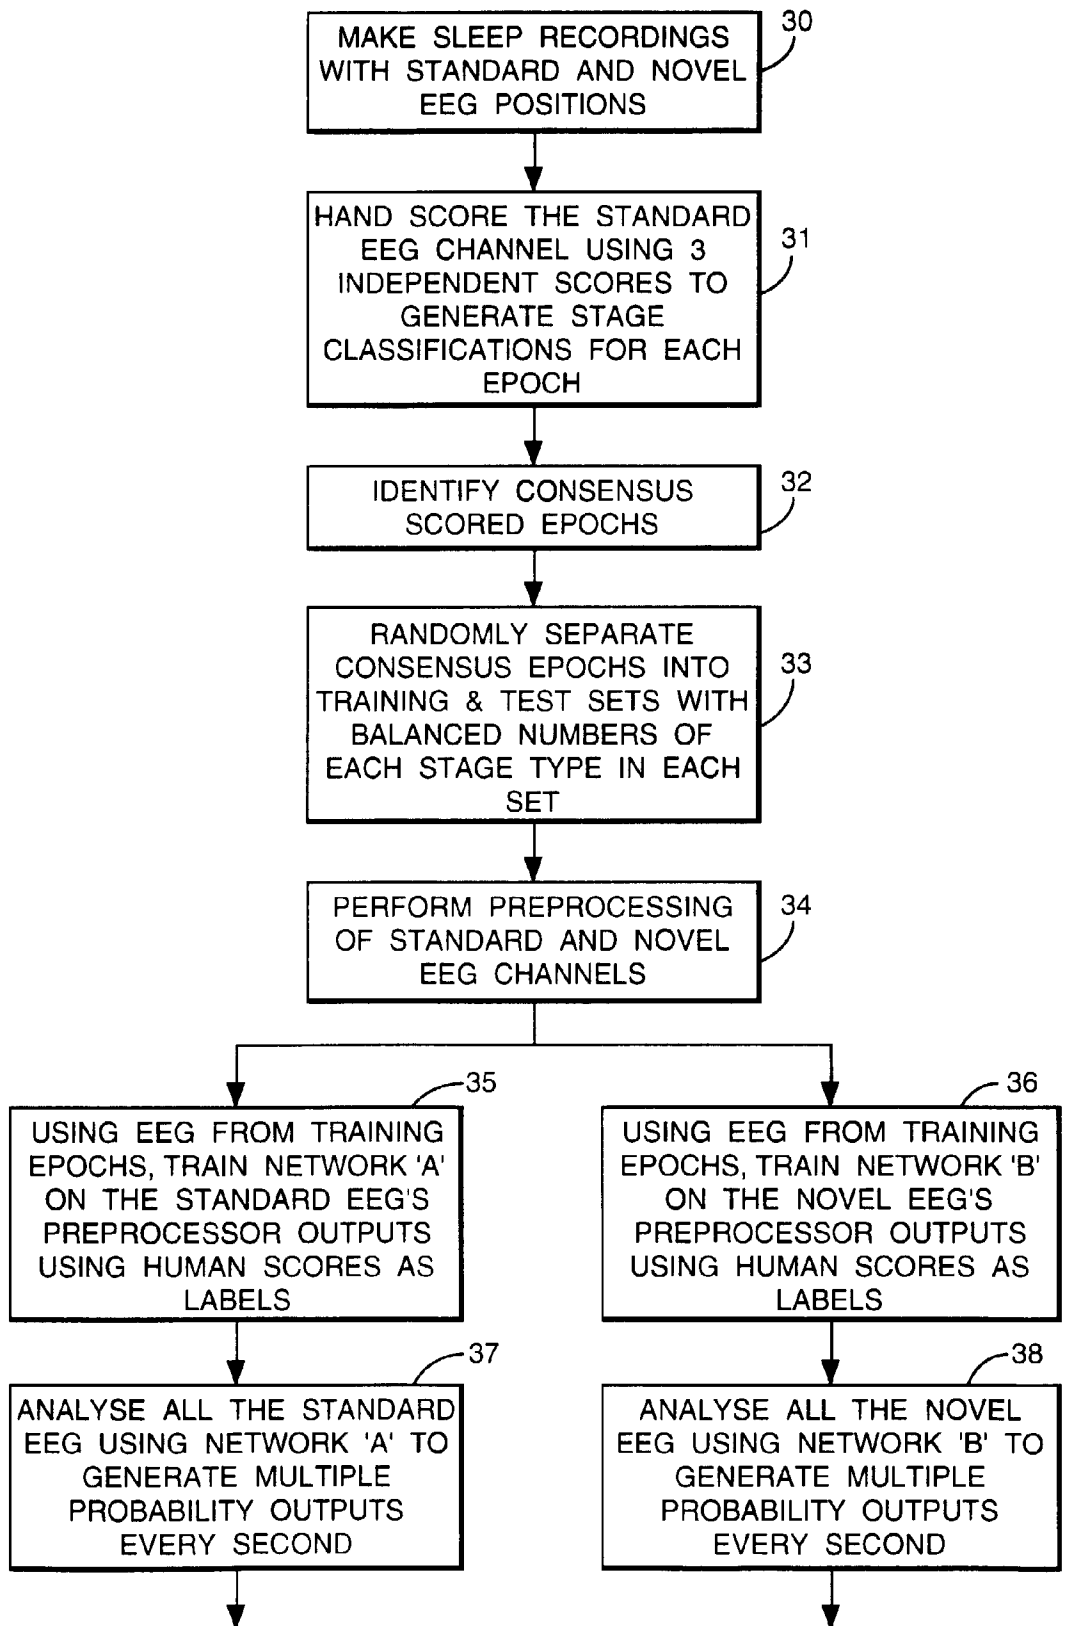 30
MAKE SLEEP RECORDINGS
WITH STANDARD AND NOVEL
EEG POSITIONS
31
HAND SCORE THE STANDARD
EEG CHANNEL USING 3
INDEPENDENT SCORES TO
GENERATE STAGE
CLASSIFICATIONS FOR EACH
EPOCH
32
IDENTIFY CONSENSUS
SCORED EPOCHS
33
RANDOMLY SEPARATE
CONSENSUS EPOCHS INTO
TRAINING & TEST SETS WITH
BALANCED NUMBERS OF
EACH STAGE TYPE IN EACH
SET
34
PERFORM PREPROCESSING
OF STANDARD AND NOVEL
EEG CHANNELS
35
USING EEG FROM TRAINING
EPOCHS, TRAIN NETWORK 'A'
ON THE STANDARD EEG'S
PREPROCESSOR OUTPUTS
USING HUMAN SCORES AS
LABELS
36
USING EEG FROM TRAINING
EPOCHS, TRAIN NETWORK 'B'
ON THE NOVEL EEG'S
PREPROCESSOR OUTPUTS
USING HUMAN SCORES AS
LABELS
37
ANALYSE ALL THE STANDARD
EEG USING NETWORK 'A' TO
GENERATE MULTIPLE
PROBABILITY OUTPUTS
EVERY SECOND
38
ANALYSE ALL THE NOVEL
EEG USING NETWORK 'B' TO
GENERATE MULTIPLE
PROBABILITY OUTPUTS
EVERY SECOND